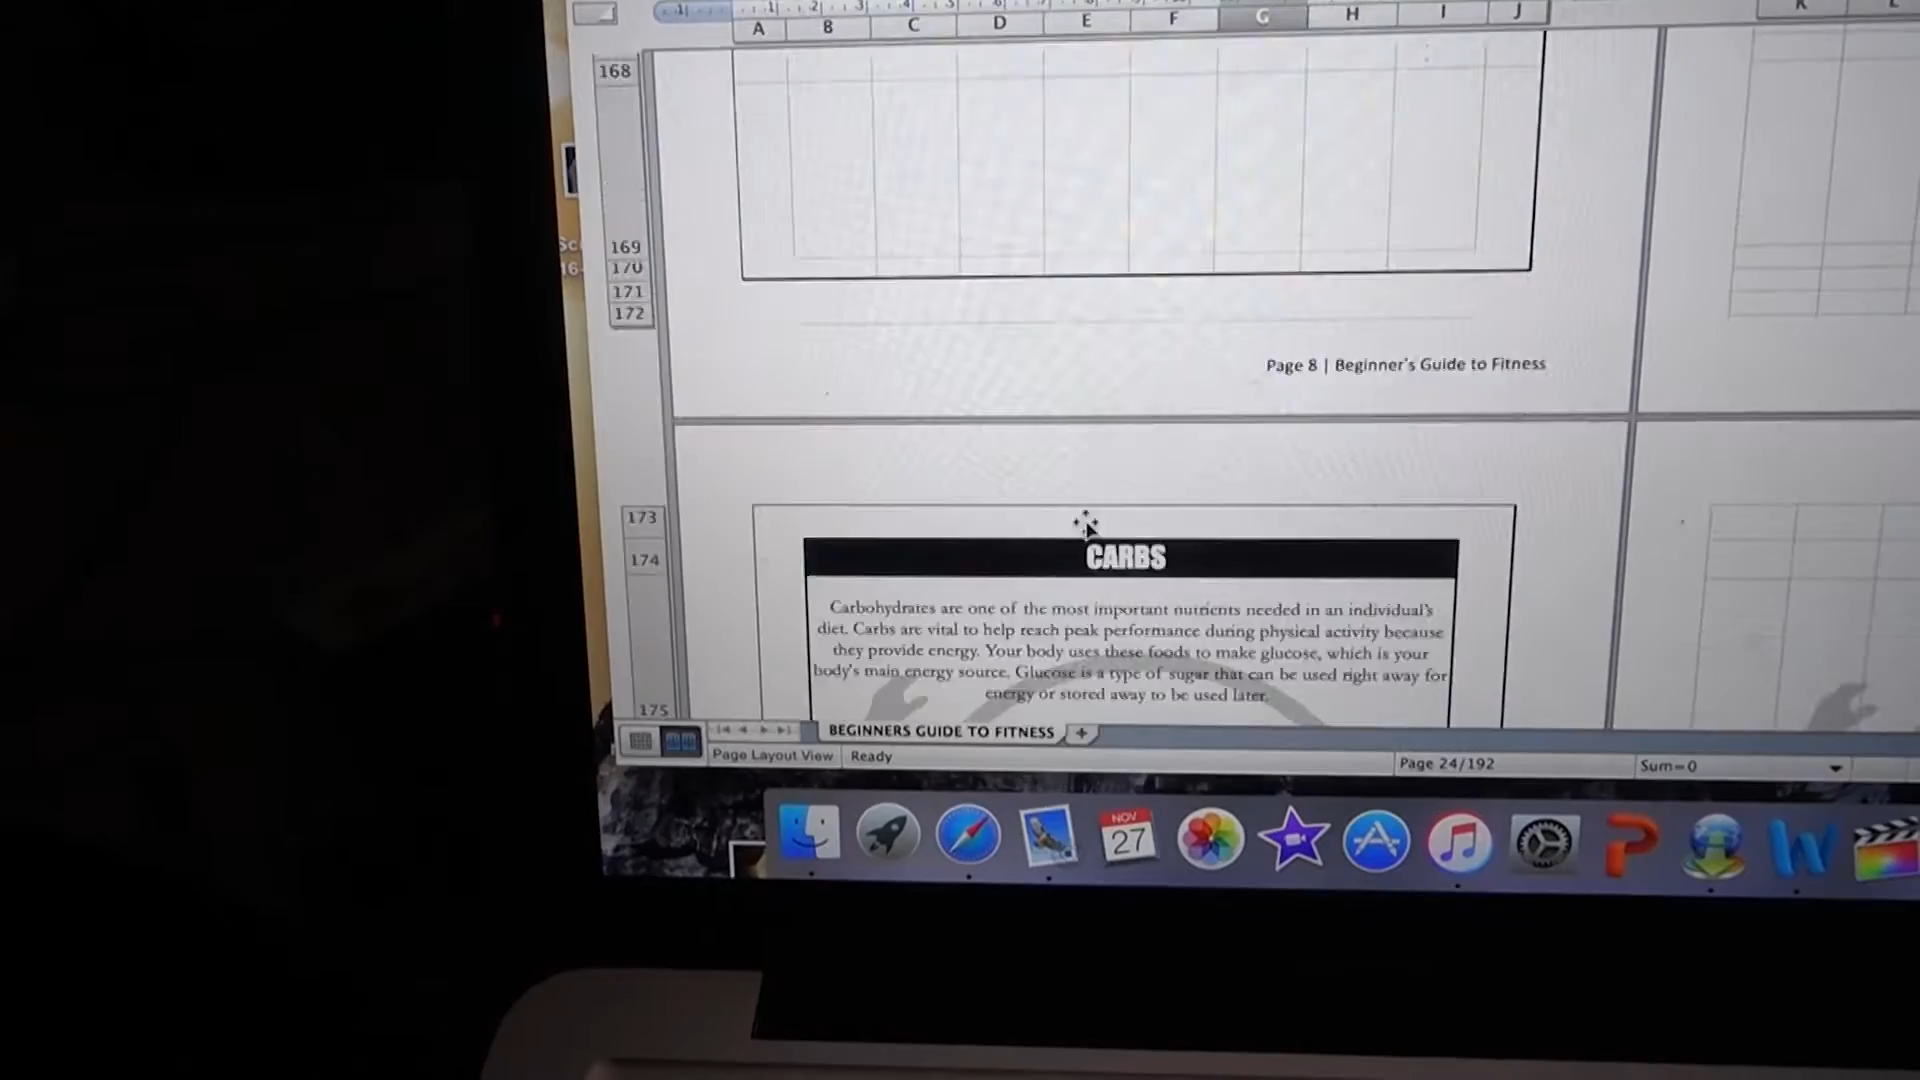 A B C D E F G H I J K L
168
169
170
171
172
Page 8 | Beginner's Guide to Fitness
173
174
CARBS
Carbohydrates are one of the most important nutrients needed in an individual's
diet. Carbs are vital to help reach peak performance during physical activity because
they provide energy. Your body uses these foods to make glucose, which is your
body's main energy source. Glucose is a type of sugar that can be used right away for
energy or stored away to be used later.
175
BEGINNERS GUIDE TO FITNESS
Page Layout View Ready Page 24/192 Sum=0
NOV
27